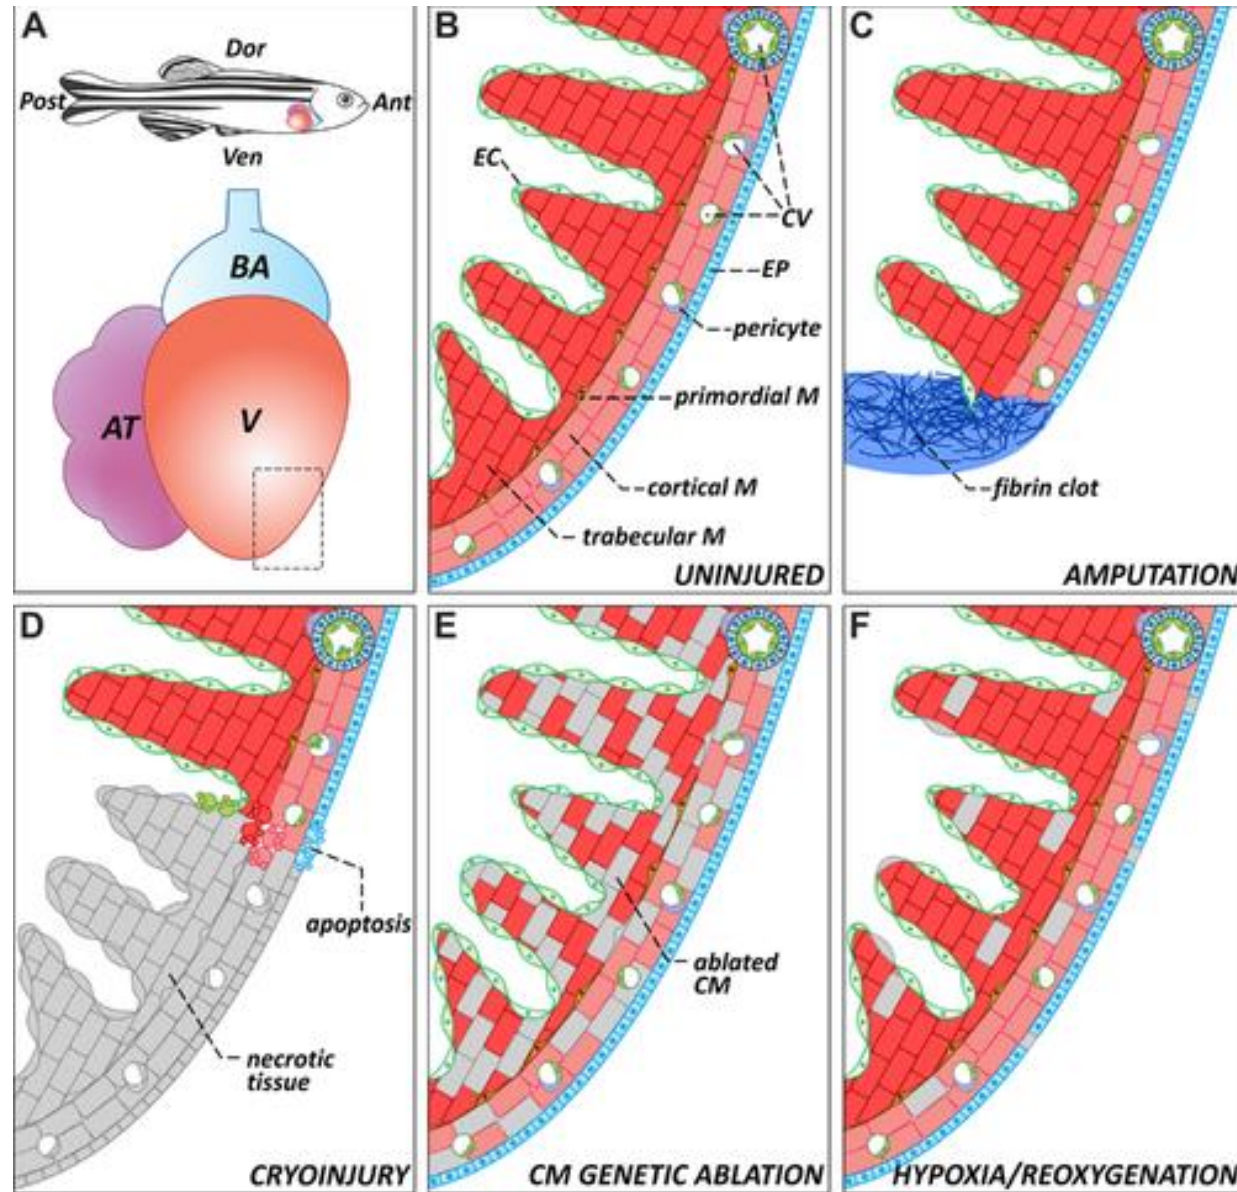 A
Dor
Post
Ant
Ven
BA
AT
V
B
EC
CV
EP
pericyte
primordial M
cortical M
trabecular M
UNINJURED
C
fibrin clot
AMPUTATION
D
apoptosis
necrotic
tissue
CRYOINJURY
E
ablated
CM
CM GENETIC ABLATION
F
HYPOXIA/REOXYGENATION